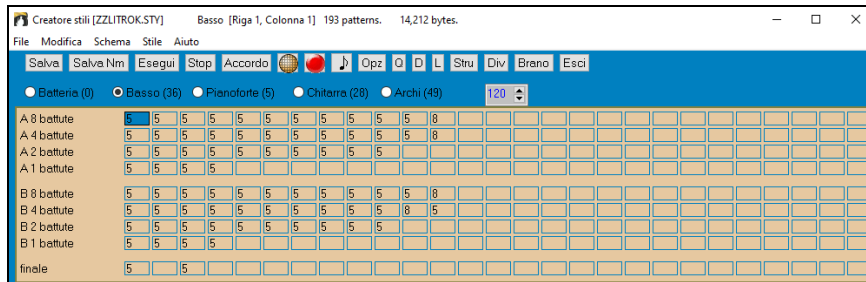 Creatore stili [ZZLITROK.STY] Basso [Riga 1, Colonna 1] 193 patterns. 14,212 bytes.
File Modifica Schema Stile Aiuto
Salva Salva Nm Esegui Stop Accordo Opz Q D L Stru Div Brano Esci
Batteria (0) Basso (36) Pianoforte (5) Chitarra (28) Archi (49) 120
A 8 battute 5 5 5 5 5 5 5 5 5 5 5 8
A 4 battute 5 5 5 5 5 5 5 5 5 5 5 8
A 2 battute 5 5 5 5 5 5 5 5 5 5
A 1 battute 5 5 5 5
B 8 battute 5 5 5 5 5 5 5 5 5 5 5 8
B 4 battute 5 5 5 5 5 5 5 5 5 5 8 5
B 2 battute 5 5 5 5 5 5 5 5 5 5
B 1 battute 5 5 5 5
finale 5 5